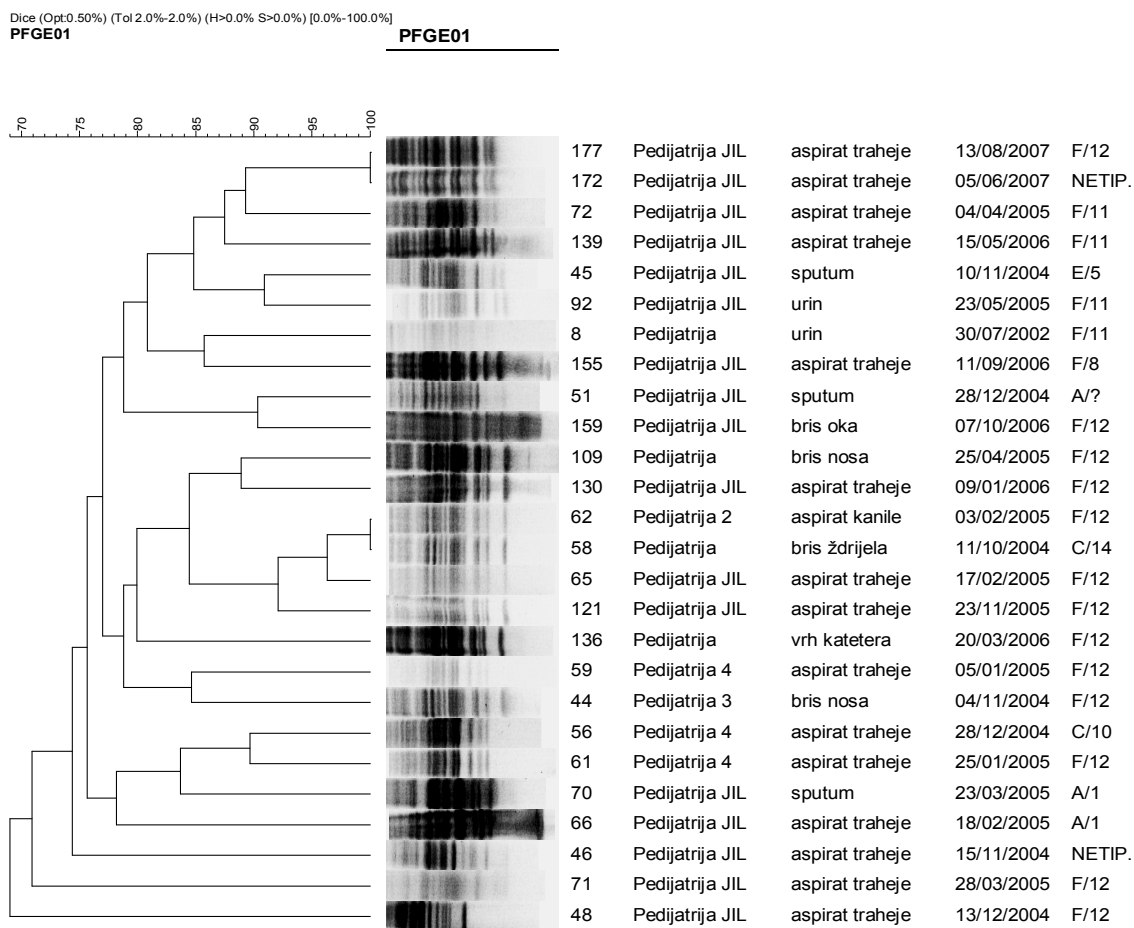 Dice (Opt:0.50%) (Tol 2.0%-2.0%) (H>0.0% S>0.0%) [0.0%-100.0%]
PFGE01 PFGE01
70 75 80 85 90 95 100
177 Pedijatrija JIL aspirat traheje 13/08/2007 F/12
172 Pedijatrija JIL aspirat traheje 05/06/2007 NETIP.
72 Pedijatrija JIL aspirat traheje 04/04/2005 F/11
139 Pedijatrija JIL aspirat traheje 15/05/2006 F/11
45 Pedijatrija JIL sputum 10/11/2004 E/5
92 Pedijatrija JIL urin 23/05/2005 F/11
8 Pedijatrija urin 30/07/2002 F/11
155 Pedijatrija JIL aspirat traheje 11/09/2006 F/8
51 Pedijatrija JIL sputum 28/12/2004 A/?
159 Pedijatrija JIL bris oka 07/10/2006 F/12
109 Pedijatrija bris nosa 25/04/2005 F/12
130 Pedijatrija JIL aspirat traheje 09/01/2006 F/12
62 Pedijatrija 2 aspirat kanile 03/02/2005 F/12
58 Pedijatrija bris ždrijela 11/10/2004 C/14
65 Pedijatrija JIL aspirat traheje 17/02/2005 F/12
121 Pedijatrija JIL aspirat traheje 23/11/2005 F/12
136 Pedijatrija vrh katetera 20/03/2006 F/12
59 Pedijatrija 4 aspirat traheje 05/01/2005 F/12
44 Pedijatrija 3 bris nosa 04/11/2004 F/12
56 Pedijatrija 4 aspirat traheje 28/12/2004 C/10
61 Pedijatrija 4 aspirat traheje 25/01/2005 F/12
70 Pedijatrija JIL sputum 23/03/2005 A/1
66 Pedijatrija JIL aspirat traheje 18/02/2005 A/1
46 Pedijatrija JIL aspirat traheje 15/11/2004 NETIP.
71 Pedijatrija JIL aspirat traheje 28/03/2005 F/12
48 Pedijatrija JIL aspirat traheje 13/12/2004 F/12